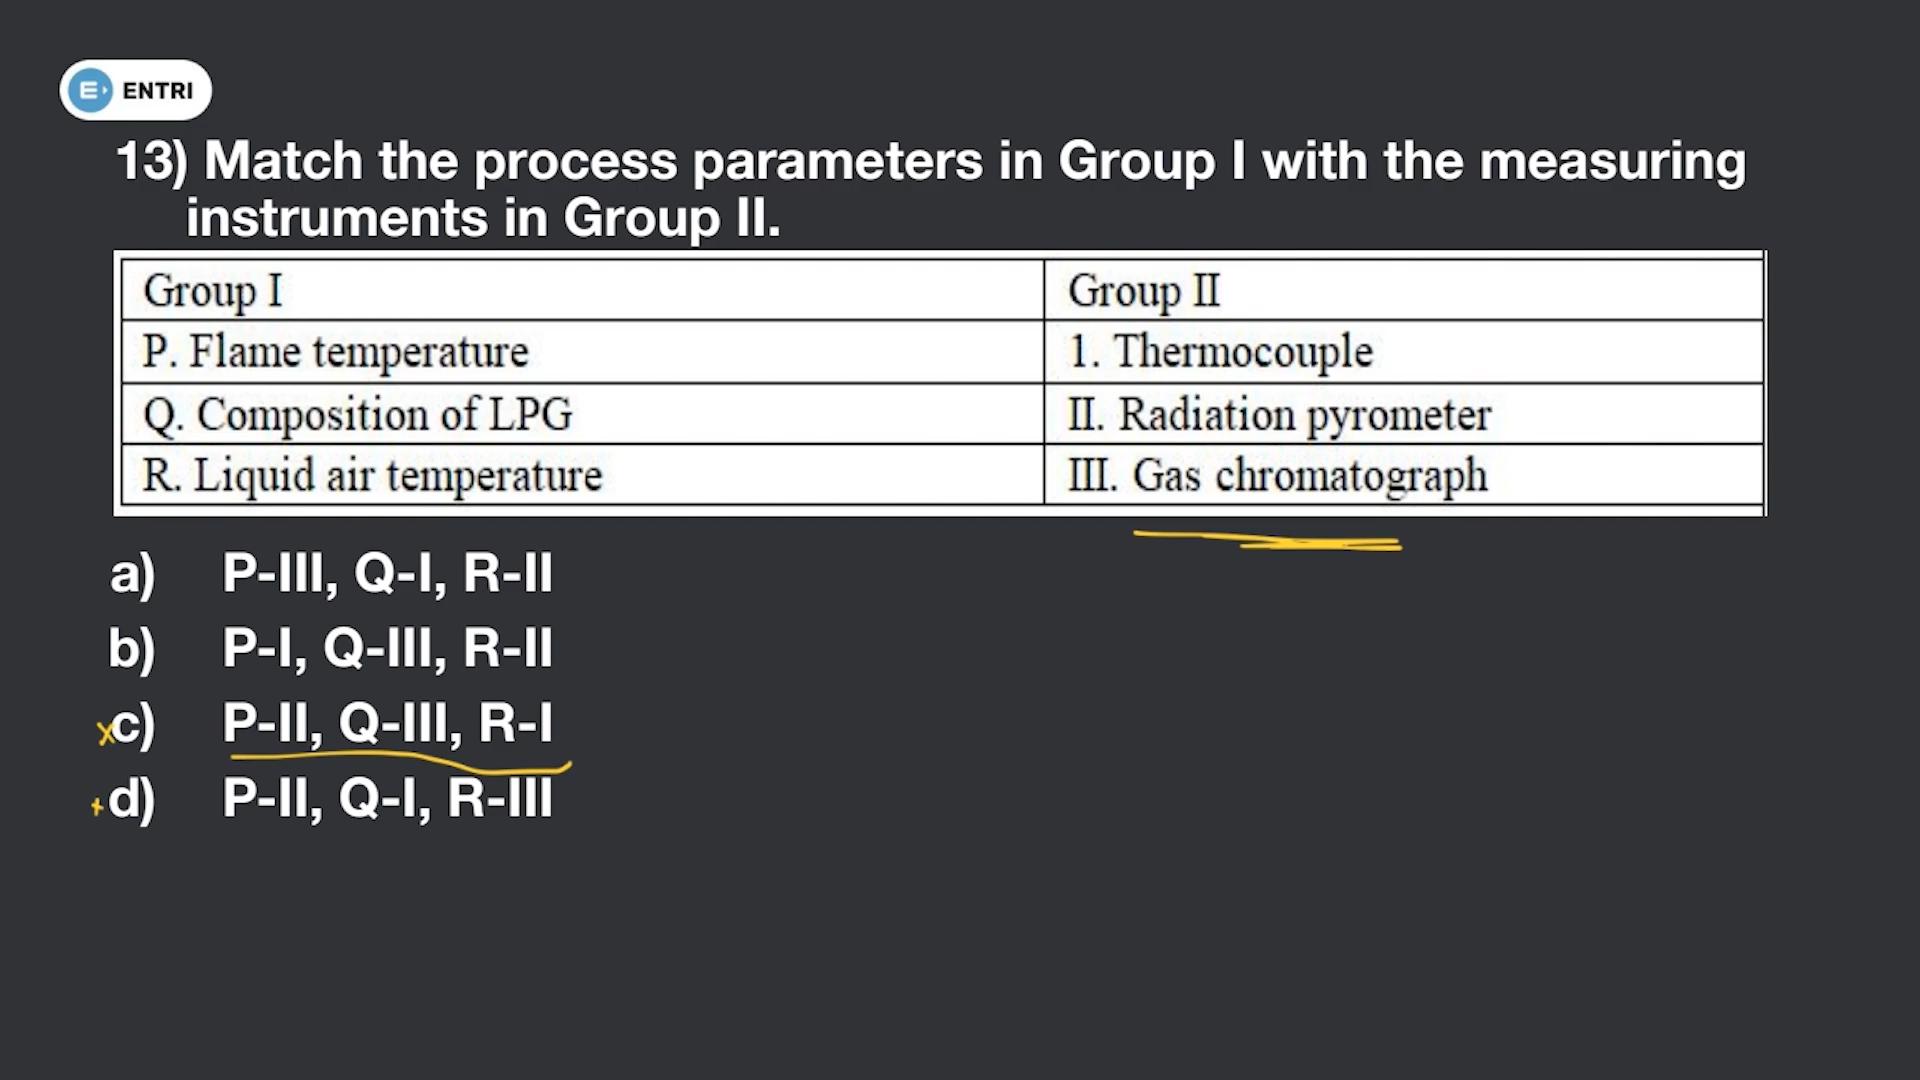 ENTRI
13) Match the process parameters in Group I with the measuring
instruments in Group II.
Group I Group II
P. Flame temperature 1. Thermocouple
Q. Composition of LPG II. Radiation pyrometer
R. Liquid air temperature III. Gas chromatograph
a) P-III, Q-I, R-II
b) P-I, Q-III, R-II
c) P-II, Q-III, R-I
d) P-II, Q-I, R-III